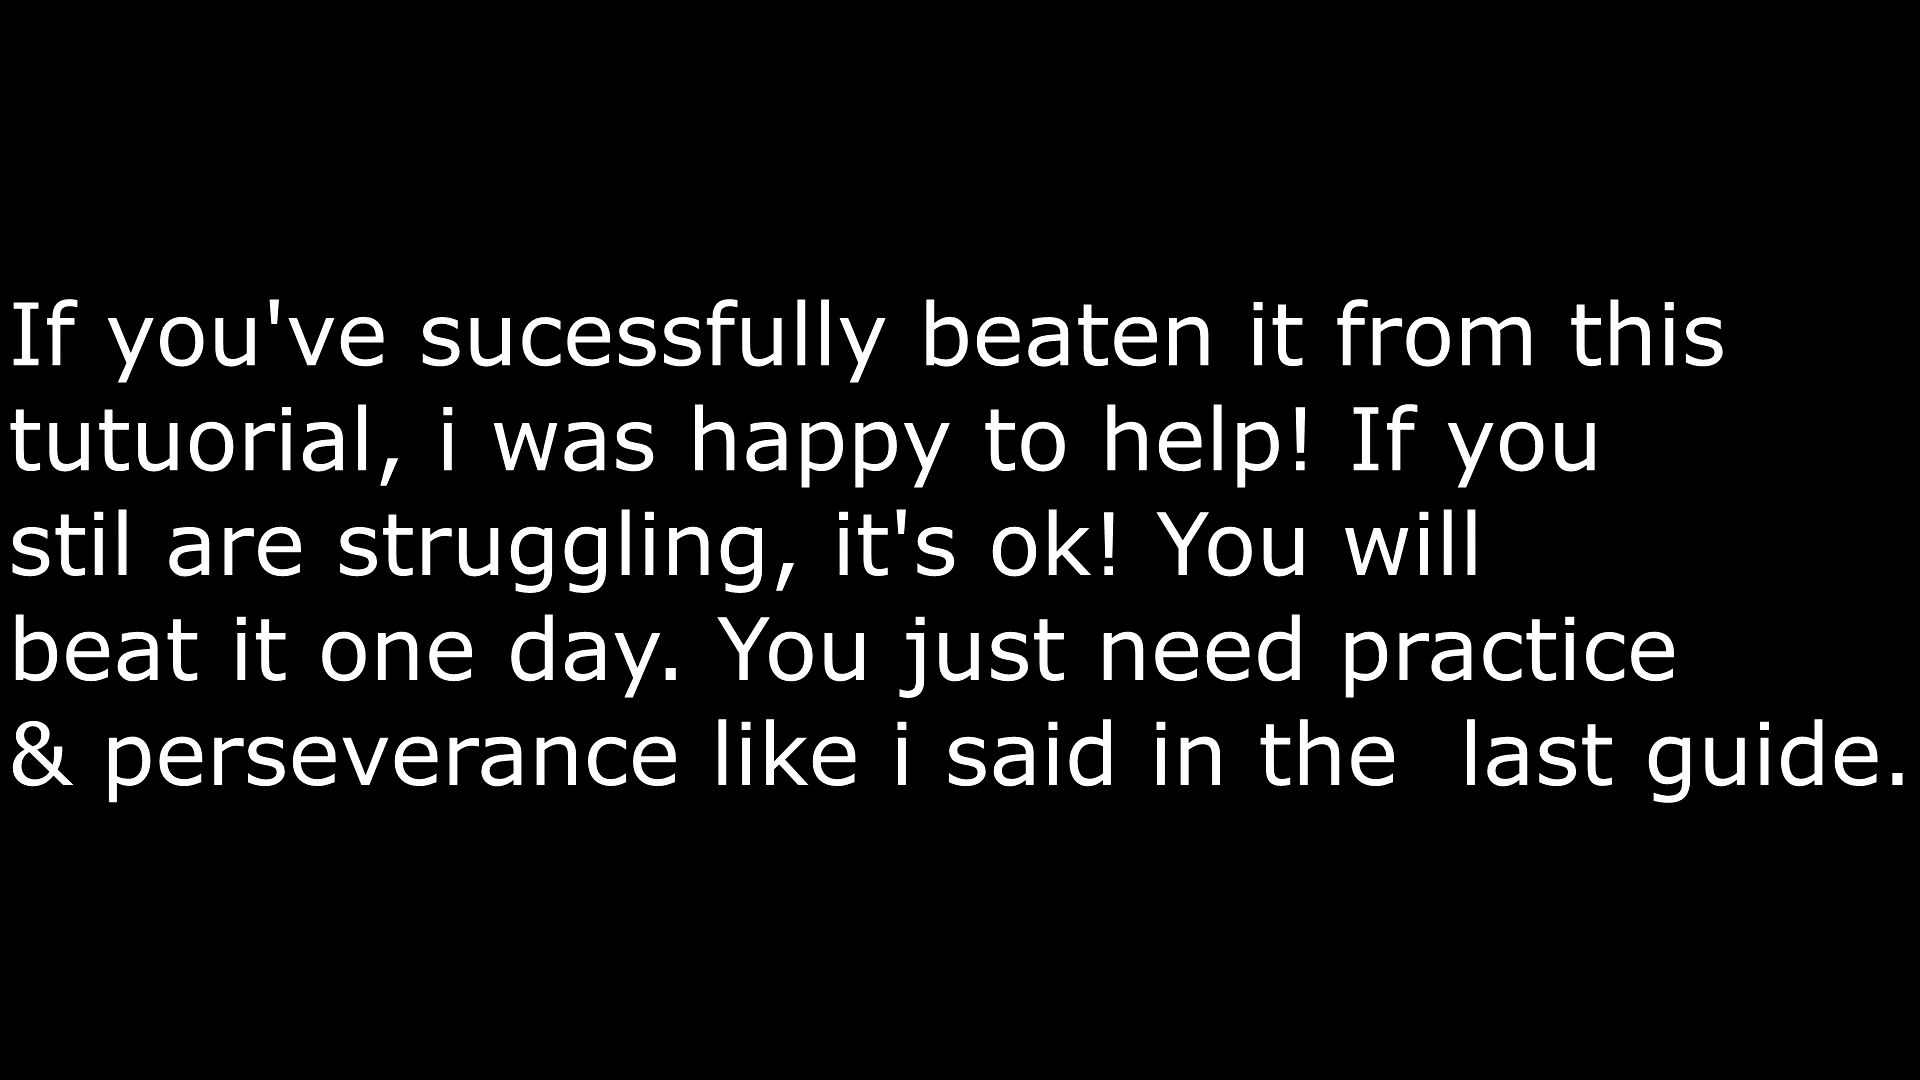 If you've sucessfully beaten it from this
tutuorial, i was happy to help! If you
stil are struggling, it's ok! You will
beat it one day. You just need practice
& perseverance like i said in the  last guide.